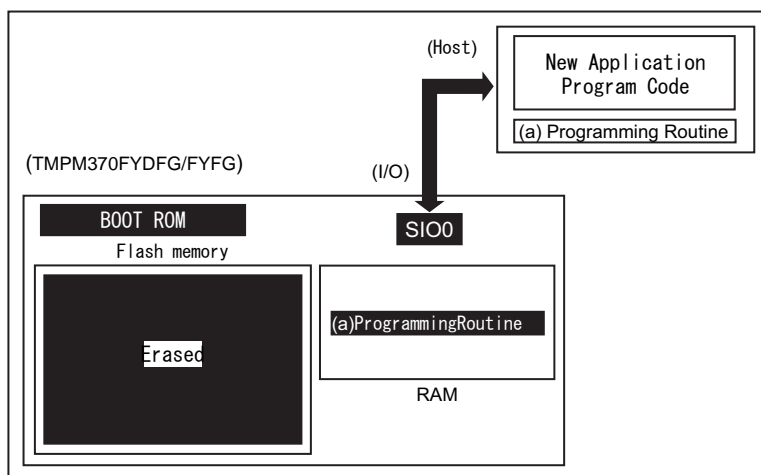 (Host)
New Application
Program Code
(a) Programming Routine
(TMPM370FYDFG/FYFG)
(I/O)
BOOT ROM
SIO0
Flash memory
Erased
(a)ProgrammingRoutine
RAM